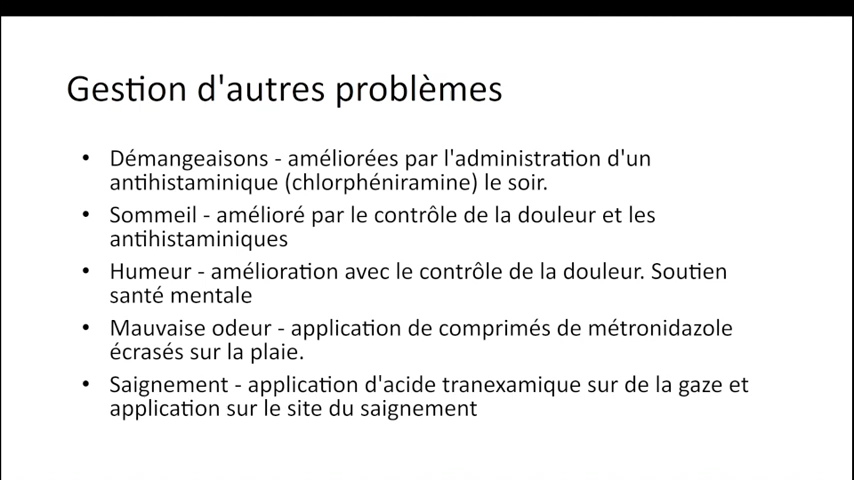 Gestion d'autres problèmes
• Démangeaisons - améliorées par l'administration d'un
antihistaminique (chlorphéniramine) le soir.
• Sommeil - amélioré par le contrôle de la douleur et les
antihistaminiques
• Humeur - amélioration avec le contrôle de la douleur. Soutien
santé mentale
• Mauvaise odeur - application de comprimés de métronidazole
écrasés sur la plaie.
• Saignement - application d'acide tranexamique sur de la gaze et
application sur le site du saignement